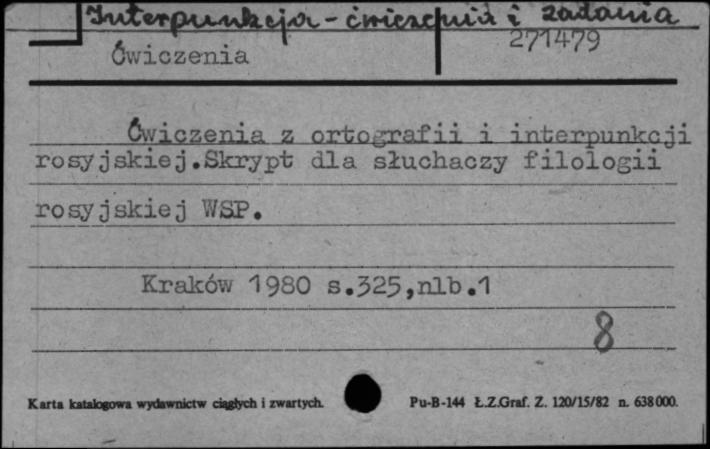 Interpunkcja - ćwiczenia i zadania
271479
Ćwiczenia
Ćwiczenia z ortografii i interpunkcji
rosyjskiej.Skrypt dla słuchaczy filologii
rosyjskiej WSP.
Kraków 1980 s.325,nlb.1
8
Karta katalogowa wydawnictw ciągłych i zwartych.
Pu-B-144 Ł.Z.Graf. Z. 120/15/82 n. 638000.